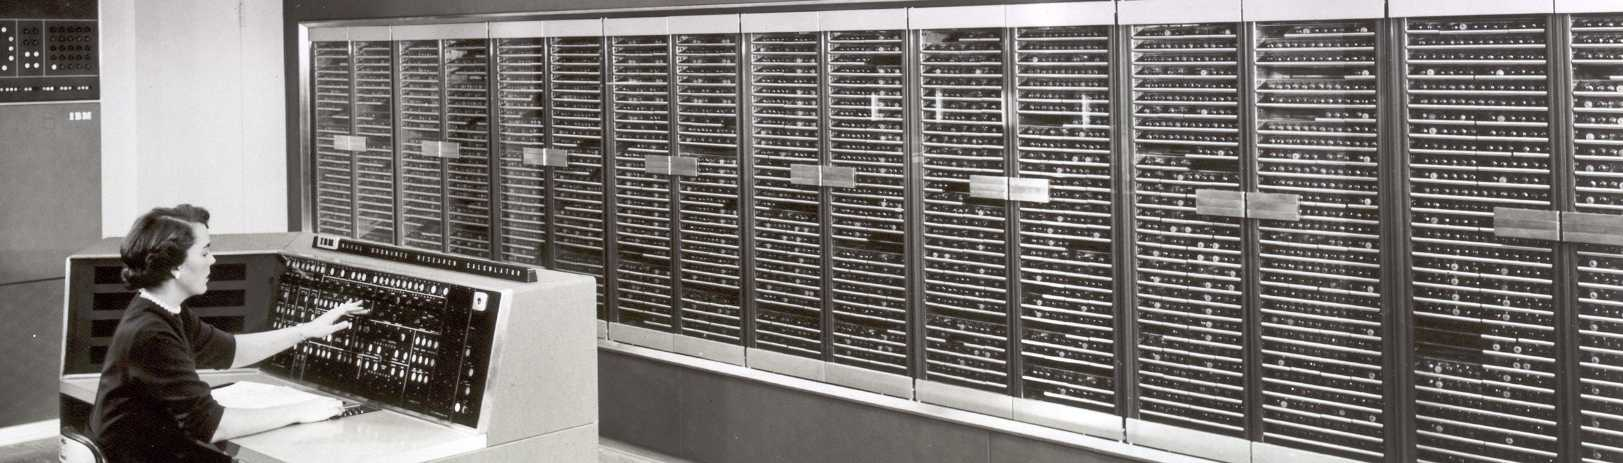 IBM
IBM NAVAL ORDNANCE RESEARCH CALCULATOR